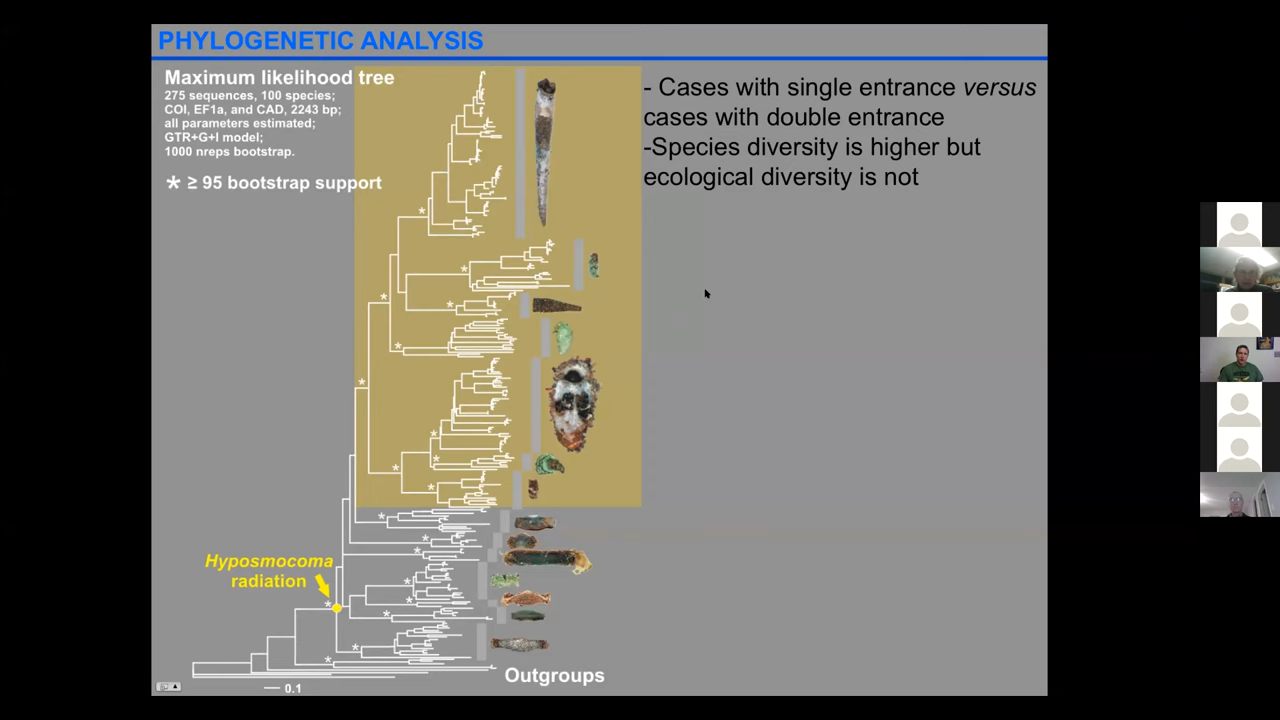 PHYLOGENETIC ANALYSIS
Maximum likelihood tree
275 sequences, 100 species;
COI, EF1a, and CAD, 2243 bp;
all parameters estimated;
GTR+G+I model;
1000 nreps bootstrap.
* ≥ 95 bootstrap support
- Cases with single entrance versus
cases with double entrance
-Species diversity is higher but
ecological diversity is not
Hyposmocoma
radiation
Outgroups
0.1